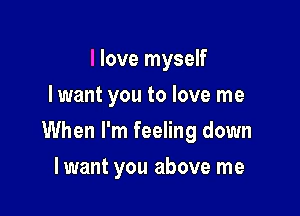 I love myself
I want you to love me
When I'm feeling down
I want you above me